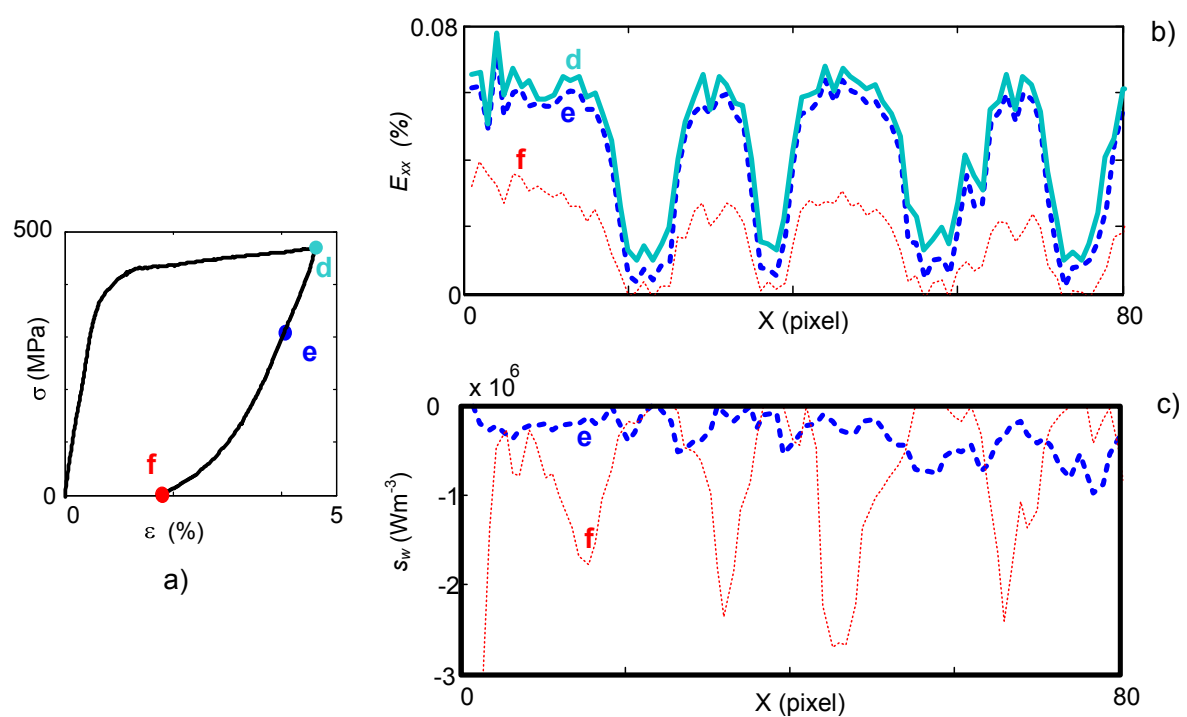 0.08
b)
d
e
f
E_xx (%)
0
0
X (pixel)
80
500
d
σ (MPa)
e
f
0
0
5
ε (%)
a)
x 10^6
0
c)
e
-1
s_w (Wm^-3)
f
-2
-3
0
X (pixel)
80